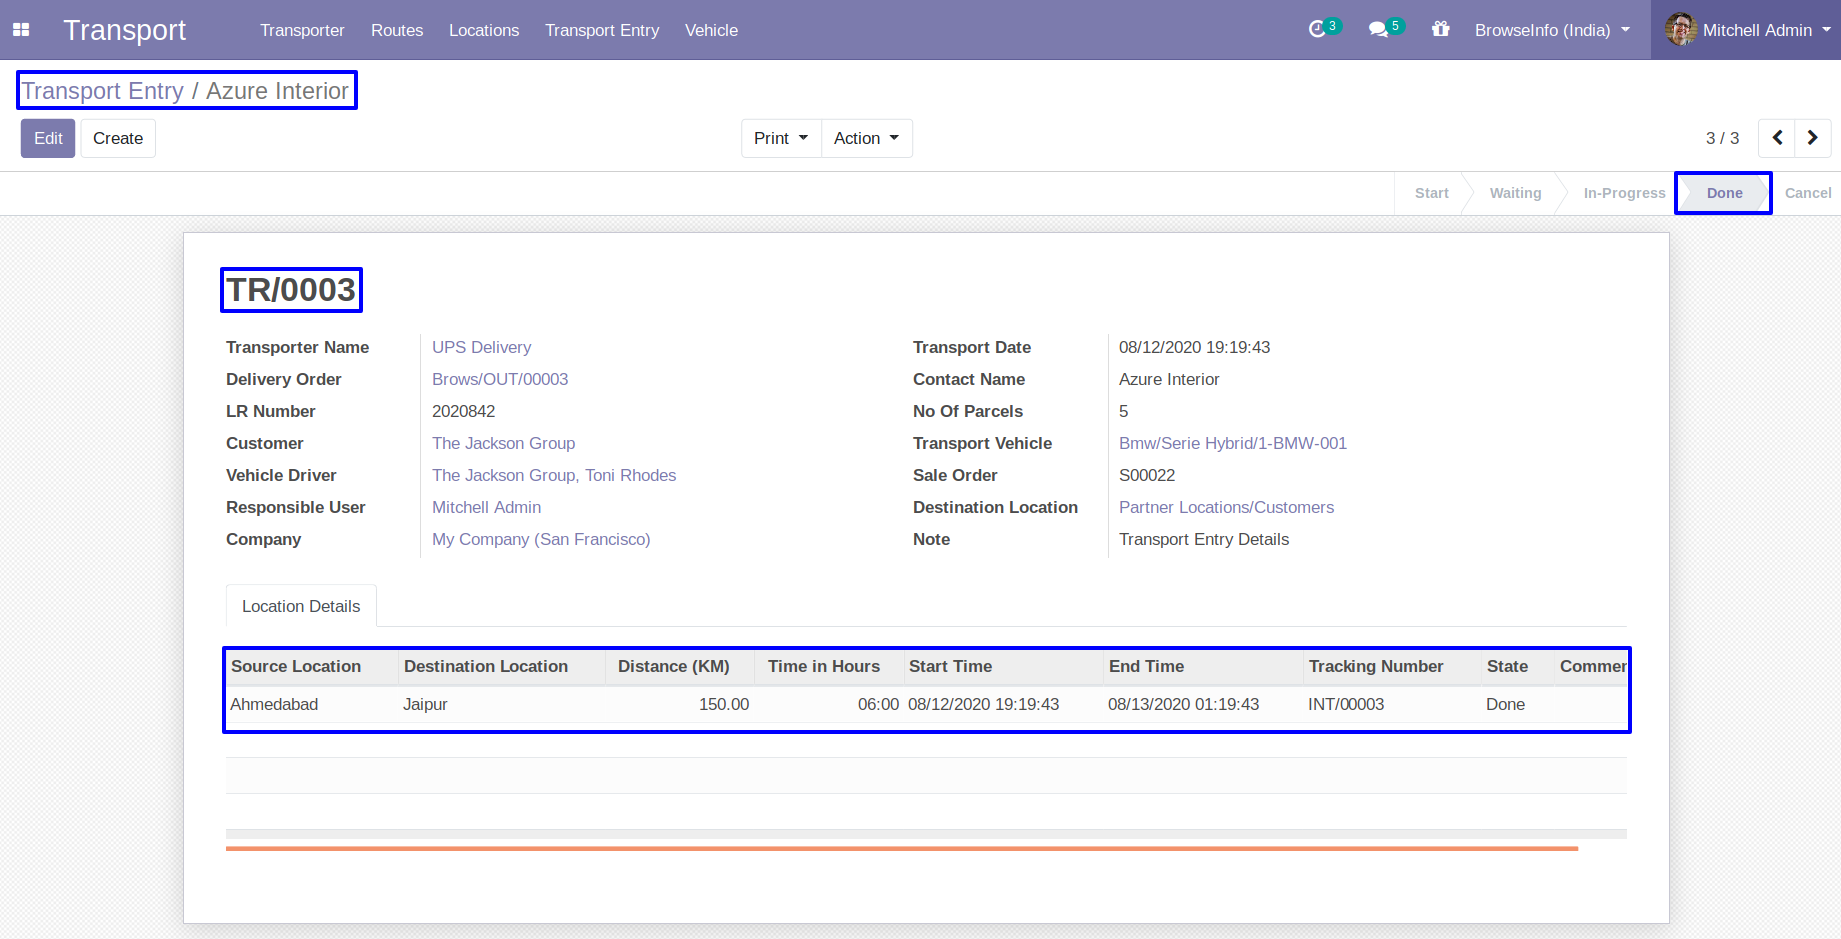 Transport Transporter Routes Locations Transport Entry Vehicle 3 5 BrowseInfo (India) Mitchell Admin
Transport Entry / Azure Interior
Edit Create Print Action 3 / 3
Start Waiting In-Progress Done Cancel
TR/0003
Transporter Name UPS Delivery Transport Date 08/12/2020 19:19:43
Delivery Order Brows/OUT/00003 Contact Name Azure Interior
LR Number 2020842 No Of Parcels 5
Customer The Jackson Group Transport Vehicle Bmw/Serie Hybrid/1-BMW-001
Vehicle Driver The Jackson Group, Toni Rhodes Sale Order S00022
Responsible User Mitchell Admin Destination Location Partner Locations/Customers
Company My Company (San Francisco) Note Transport Entry Details
Location Details
Source Location Destination Location Distance (KM) Time in Hours Start Time End Time Tracking Number State Commen
Ahmedabad Jaipur 150.00 06:00 08/12/2020 19:19:43 08/13/2020 01:19:43 INT/00003 Done